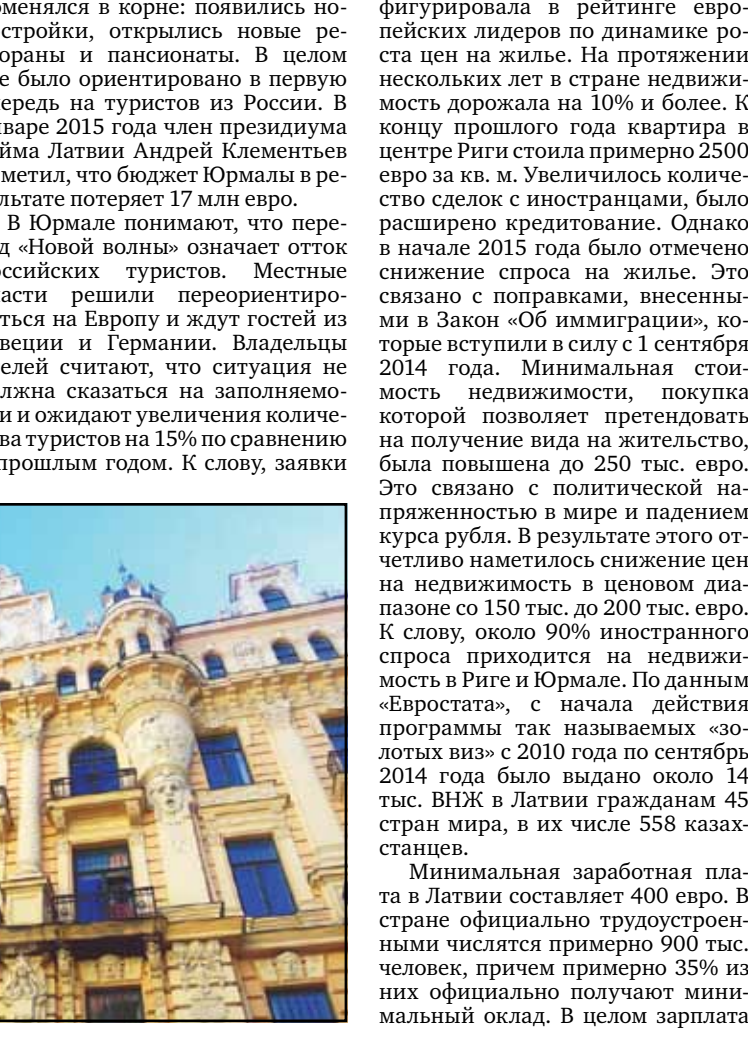 оменялся в корне: появились но-
стройки, открылись новые ре-
ораны и пансионаты. В целом
е было ориентировано в первую
чередь на туристов из России. В
нваре 2015 года член президиума
ейма Латвии Андрей Клементьев
метил, что бюджет Юрмалы в ре-
льтате потеряет 17 млн евро.
В Юрмале понимают, что пере-
д «Новой волны» означает отток
оссийских туристов. Местные
ласти решили переориентиро-
ться на Европу и ждут гостей из
веции и Германии. Владельцы
елей считают, что ситуация не
лжна сказаться на заполняемо-
и и ожидают увеличения количе-
ва туристов на 15% по сравнению
прошлым годом. К слову, заявки
фигурировала в рейтинге евро-
пейских лидеров по динамике ро-
ста цен на жилье. На протяжении
нескольких лет в стране недвижи-
мость дорожала на 10% и более. К
концу прошлого года квартира в
центре Риги стоила примерно 2500
евро за кв. м. Увеличилось количе-
ство сделок с иностранцами, было
расширено кредитование. Однако
в начале 2015 года было отмечено
снижение спроса на жилье. Это
связано с поправками, внесенны-
ми в Закон «Об иммиграции», ко-
торые вступили в силу с 1 сентября
2014 года. Минимальная стои-
мость недвижимости, покупка
которой позволяет претендовать
на получение вида на жительство,
была повышена до 250 тыс. евро.
Это связано с политической на-
пряженностью в мире и падением
курса рубля. В результате этого от-
четливо наметилось снижение цен
на недвижимость в ценовом диа-
пазоне со 150 тыс. до 200 тыс. евро.
К слову, около 90% иностранного
спроса приходится на недвижи-
мость в Риге и Юрмале. По данным
«Евростата», с начала действия
программы так называемых «зо-
лотых виз» с 2010 года по сентябрь
2014 года было выдано около 14
тыс. ВНЖ в Латвии гражданам 45
стран мира, в их числе 558 казах-
станцев.
Минимальная заработная пла-
та в Латвии составляет 400 евро. В
стране официально трудоустроен-
ными числятся примерно 900 тыс.
человек, причем примерно 35% из
них официально получают мини-
мальный оклад. В целом зарплата